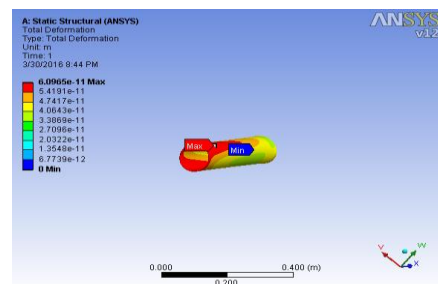 A: Static Structural (ANSYS)
Total Deformation
Type: Total Deformation
Unit: m
Time: 1
3/30/2016 8:44 PM
6.0965e-11 Max
5.4191e-11
4.7417e-11
4.0643e-11
3.3869e-11
2.7096e-11
2.0322e-11
1.3548e-11
6.7739e-12
0 Min
ANSYS
v12
Max
Min
0.000
0.400 (m)
0.200
X